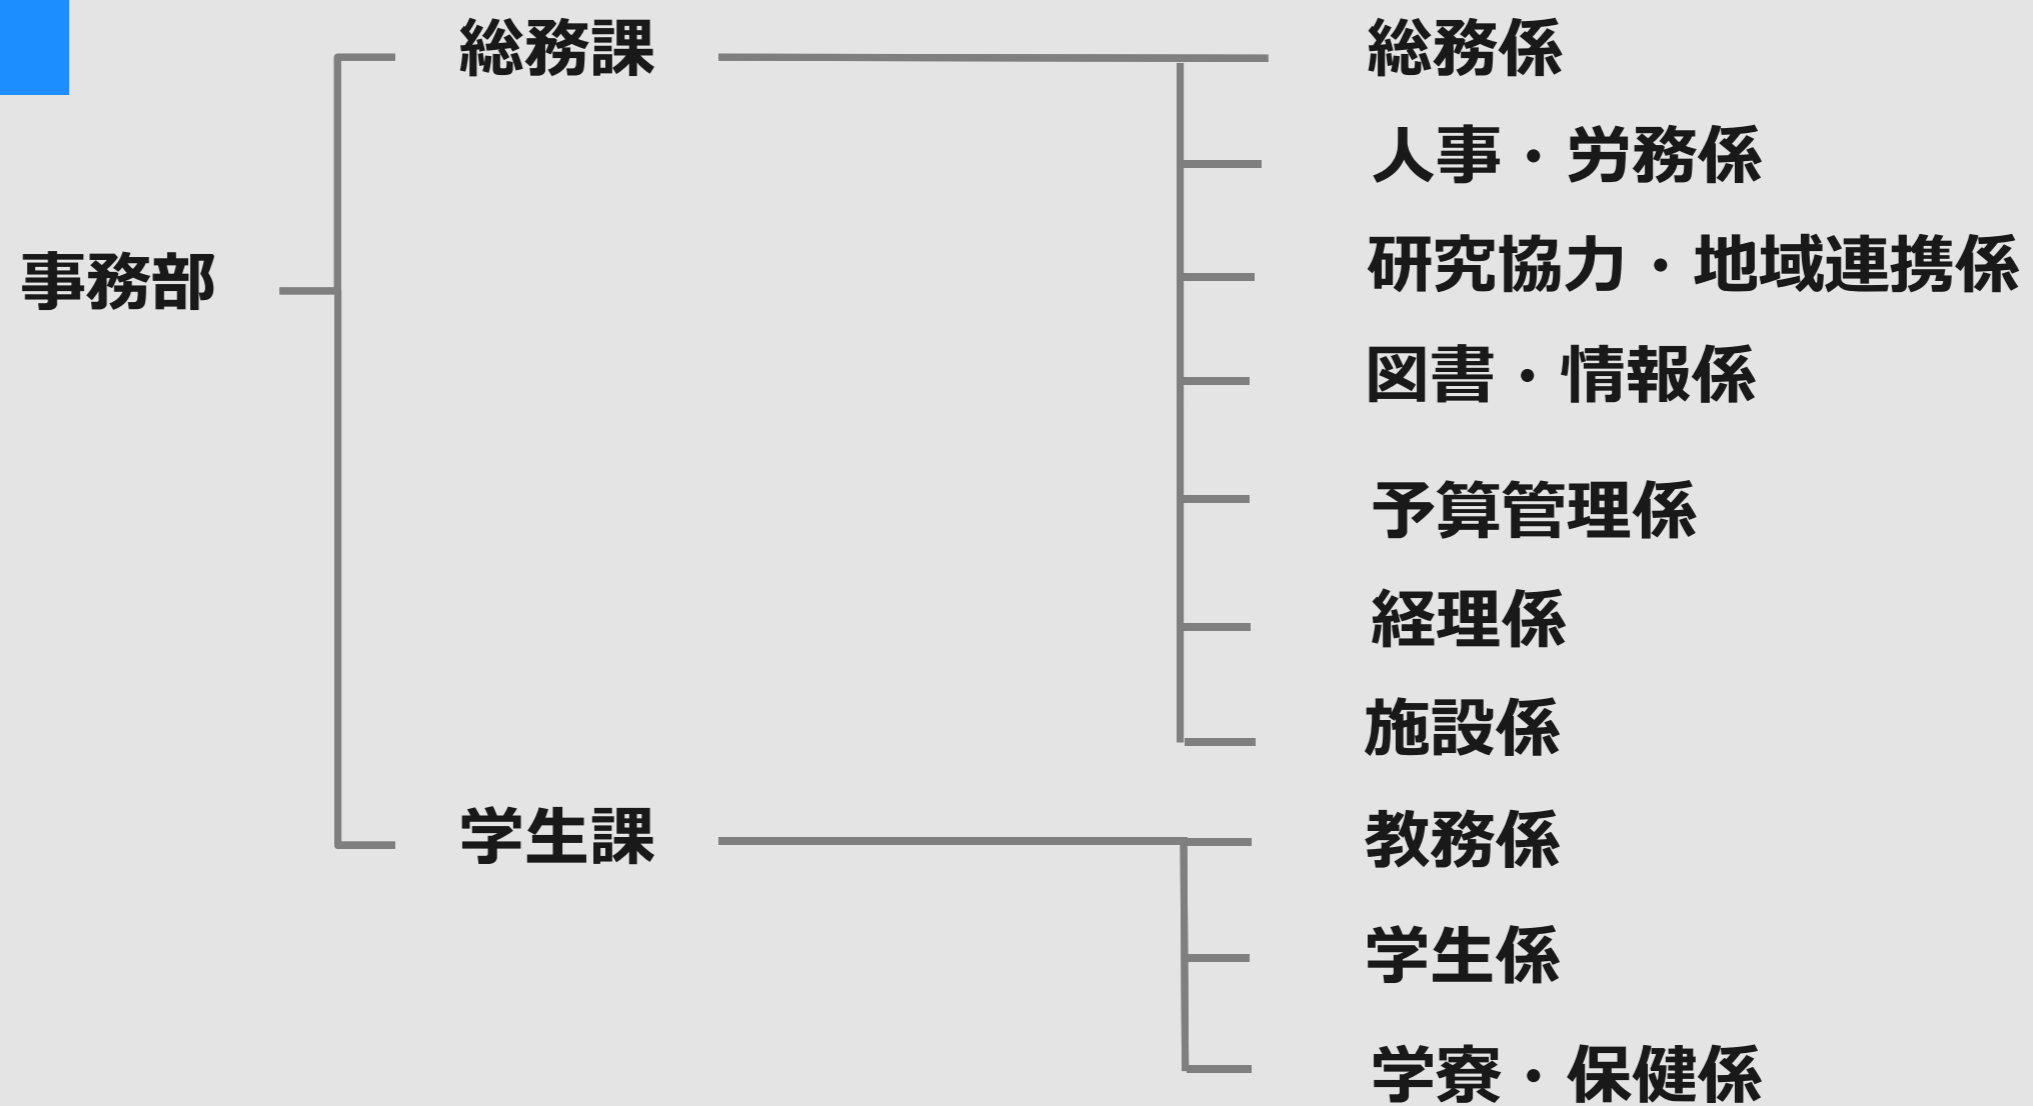 総務課 総務係
人事・労務係
事務部 研究協力・地域連携係
図書・情報係
予算管理係
経理係
施設係
学生課 教務係
学生係
学寮・保健係